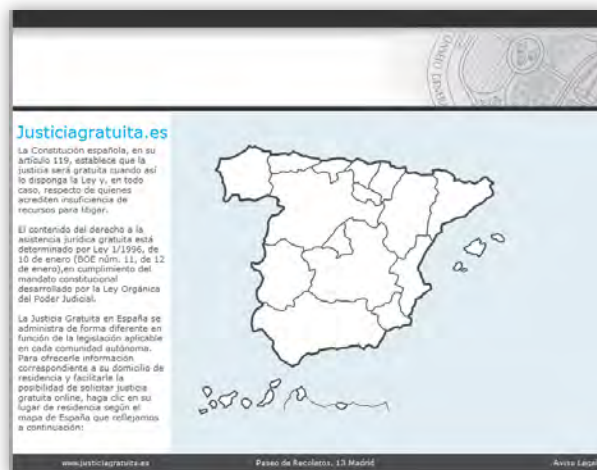 CONSEJO GENER
Justiciagratuita.es
La Constitución española, en su
artículo 119, establece que la
justicia será gratuita cuando así
lo disponga la Ley y, en todo
caso, respecto de quienes
acrediten insuficiencia de
recursos para litigar.
El contenido del derecho a la
asistencia jurídica gratuita está
determinado por Ley 1/1996, de
10 de enero (BOE núm. 11, de 12
de enero),en cumplimiento del
mandato constitucional
desarrollado por la Ley Orgánica
del Poder Judicial.
La Justicia Gratuita en España se
administra de forma diferente en
función de la legislación aplicable
en cada comunidad autónoma.
Para ofrecerle información
correspondiente a su domicilio de
residencia y facilitarle la
posibilidad de solicitar justicia
gratuita online, haga clic en su
lugar de residencia según el
mapa de España que reflejamos
a continuación:
www.justiciagratuita.es
Paseo de Recoletos, 13 Madrid
Aviso Legal